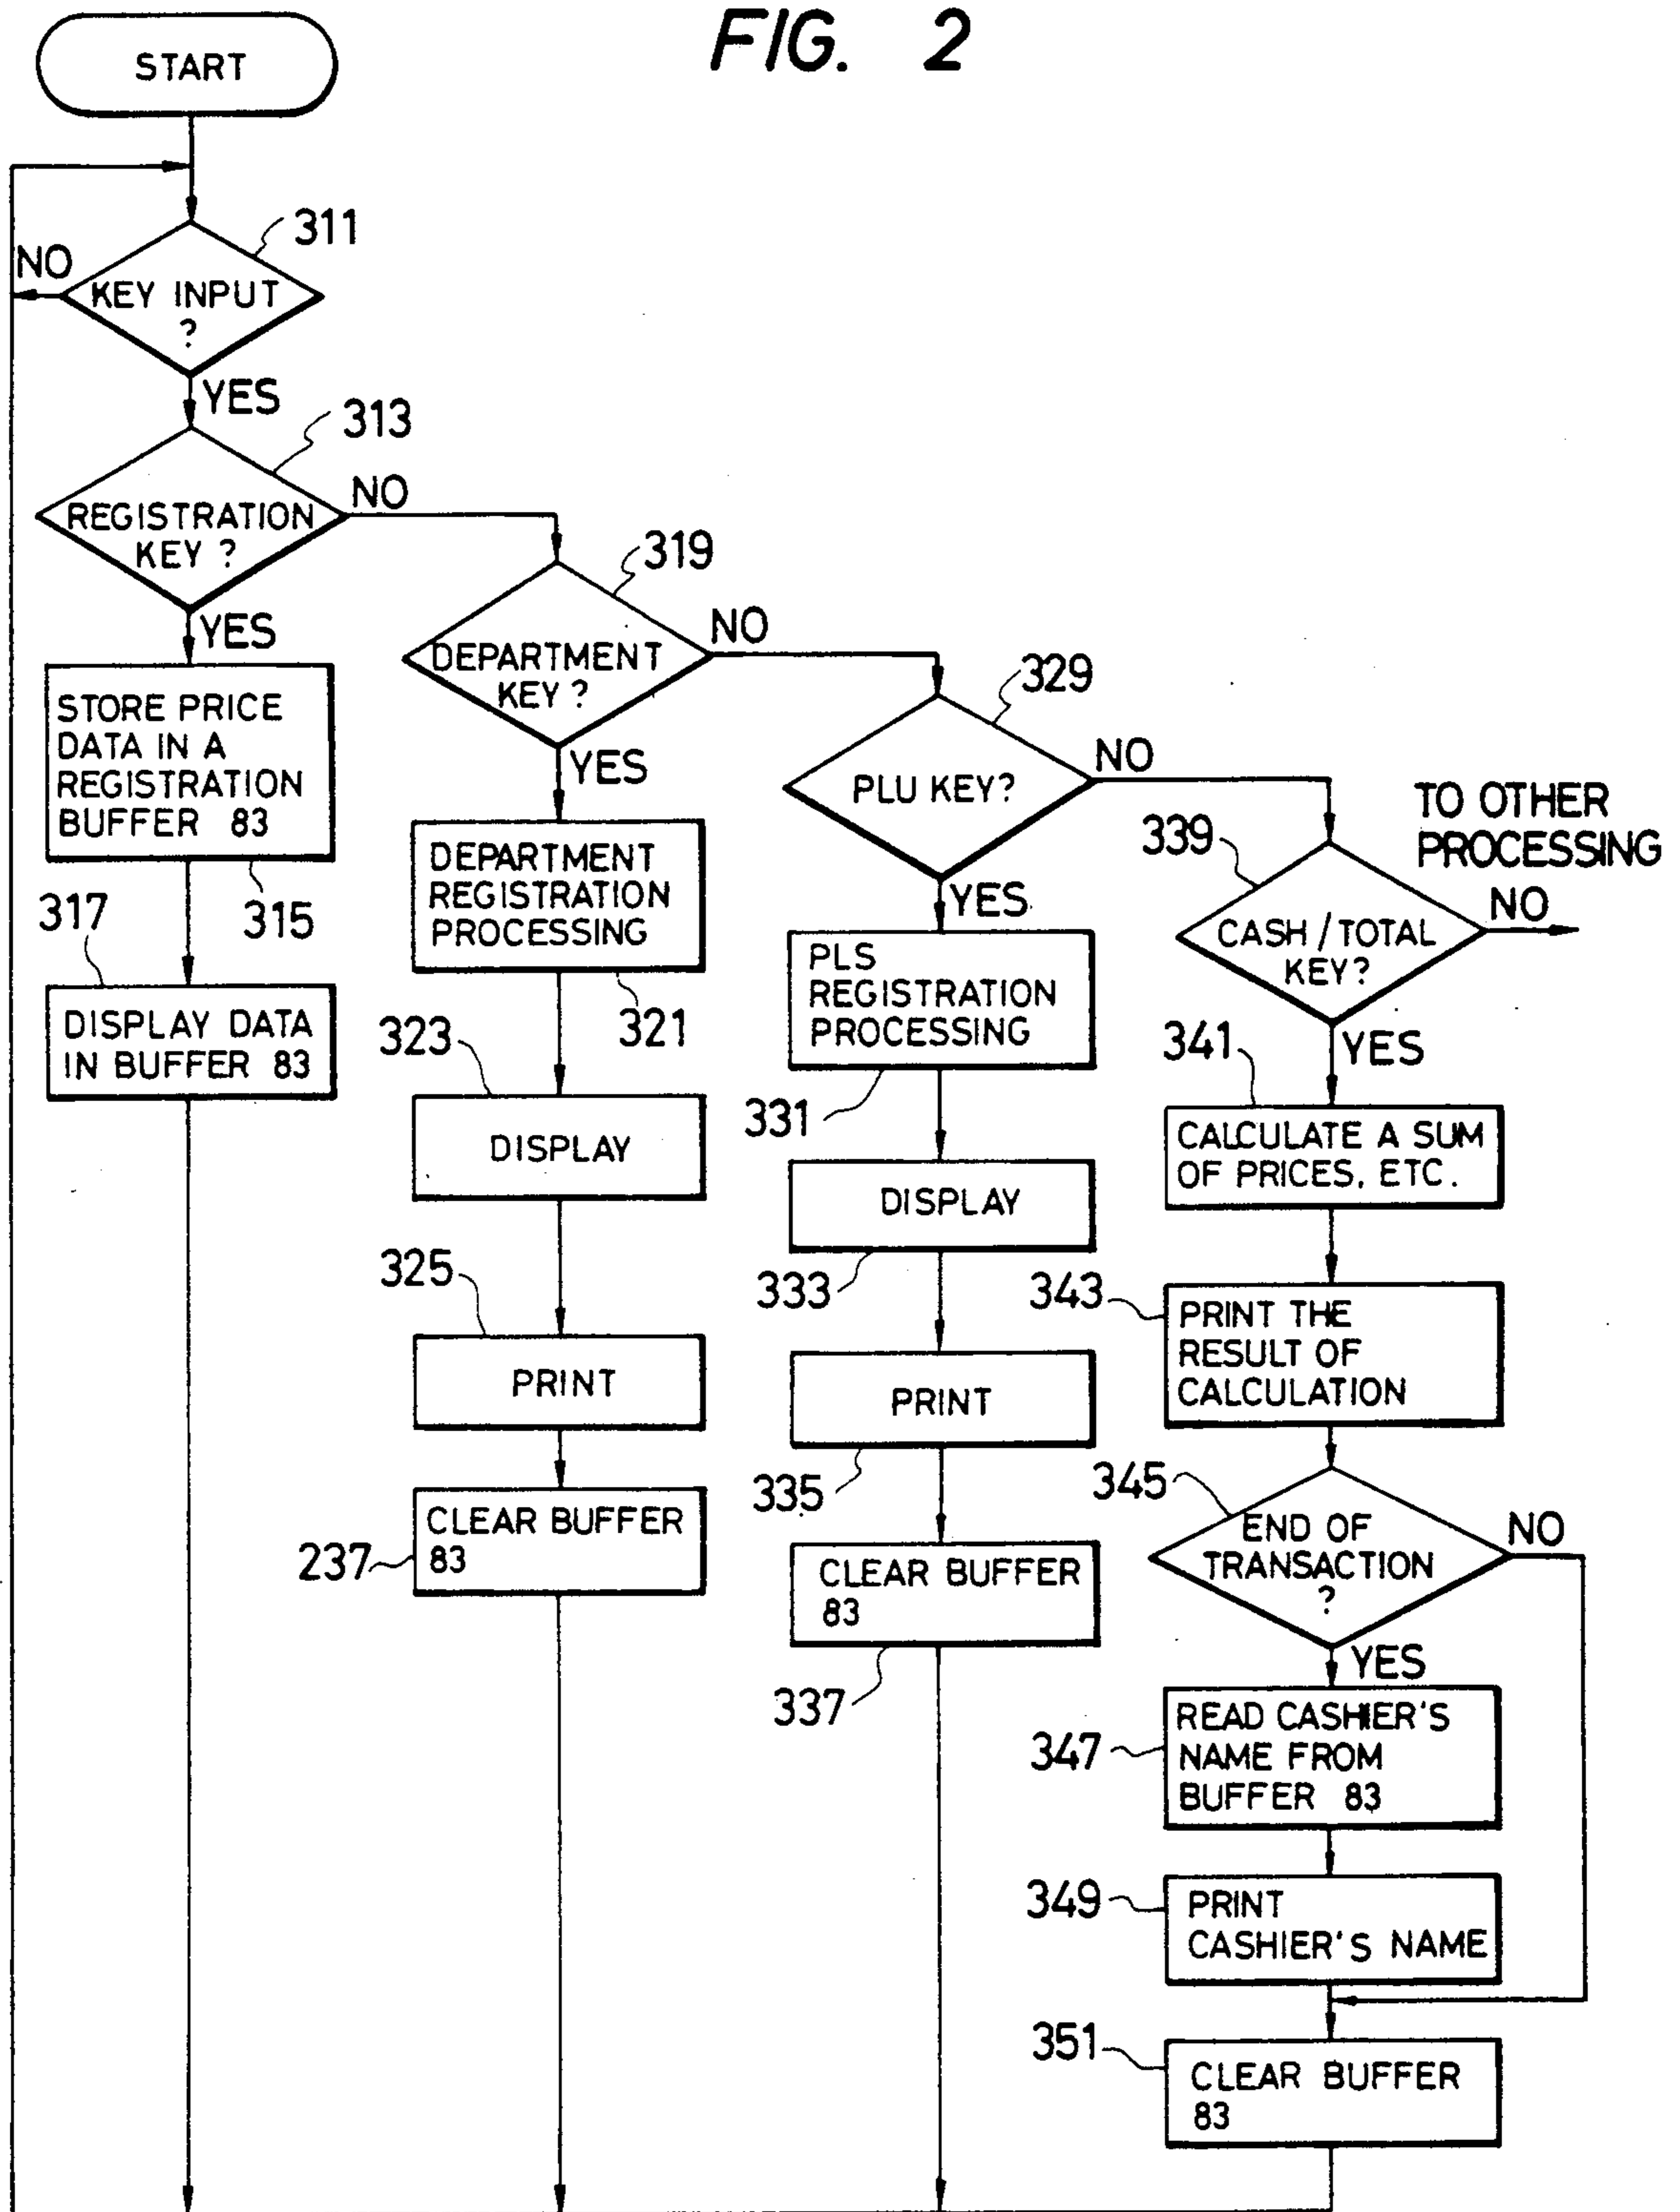 FIG. 2
START
311
NO
KEY INPUT
?
YES
313
REGISTRATION
KEY ?
NO
YES
STORE PRICE
DATA IN A
REGISTRATION
BUFFER 83
315
317
DISPLAY DATA
IN BUFFER 83
319
DEPARTMENT
KEY ?
NO
YES
DEPARTMENT
REGISTRATION
PROCESSING
321
323
DISPLAY
325
PRINT
237
CLEAR BUFFER
83
329
PLU KEY?
NO
YES
PLS
REGISTRATION
PROCESSING
331
DISPLAY
333
PRINT
335
CLEAR BUFFER
83
337
339
CASH / TOTAL
KEY?
TO OTHER
PROCESSING
NO
YES
341
CALCULATE A SUM
OF PRICES, ETC.
343
PRINT THE
RESULT OF
CALCULATION
345
END OF
TRANSACTION
?
NO
YES
347
READ CASHIER'S
NAME FROM
BUFFER 83
349
PRINT
CASHIER'S NAME
351
CLEAR BUFFER
83